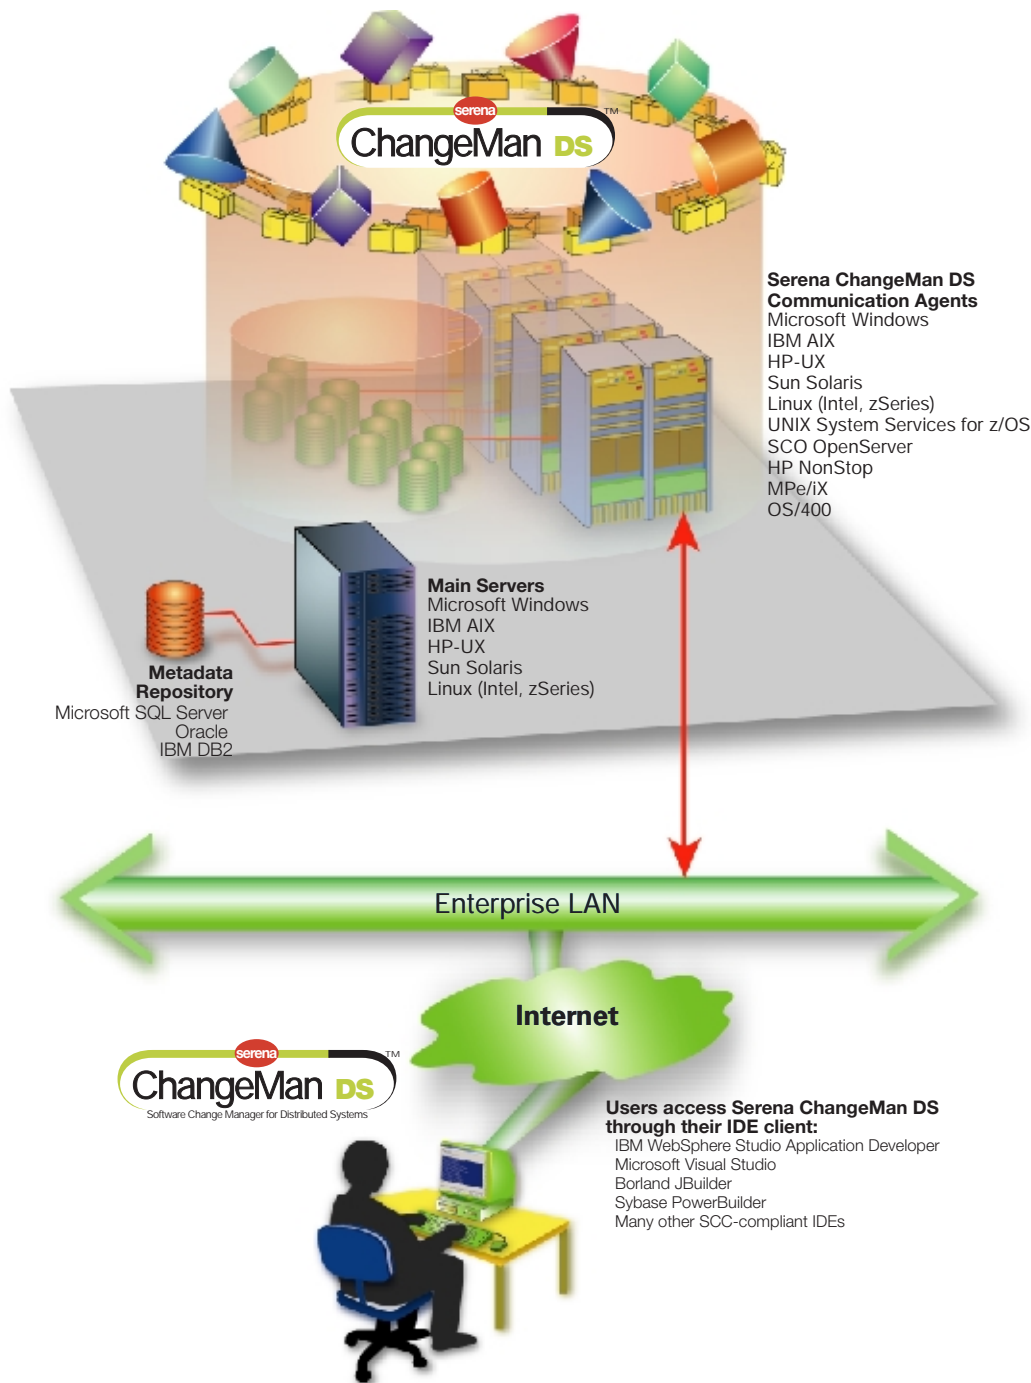 serena
ChangeMan DS™
Serena ChangeMan DS
Communication Agents
Microsoft Windows
IBM AIX
HP-UX
Sun Solaris
Linux (Intel, zSeries)
UNIX System Services for z/OS
SCO OpenServer
HP NonStop
MPe/iX
OS/400
Main Servers
Microsoft Windows
IBM AIX
HP-UX
Sun Solaris
Linux (Intel, zSeries)
Metadata
Repository
Microsoft SQL Server
Oracle
IBM DB2
Enterprise LAN
Internet
serena
ChangeMan DS™
Software Change Manager for Distributed Systems
Users access Serena ChangeMan DS
through their IDE client:
IBM WebSphere Studio Application Developer
Microsoft Visual Studio
Borland JBuilder
Sybase PowerBuilder
Many other SCC-compliant IDEs